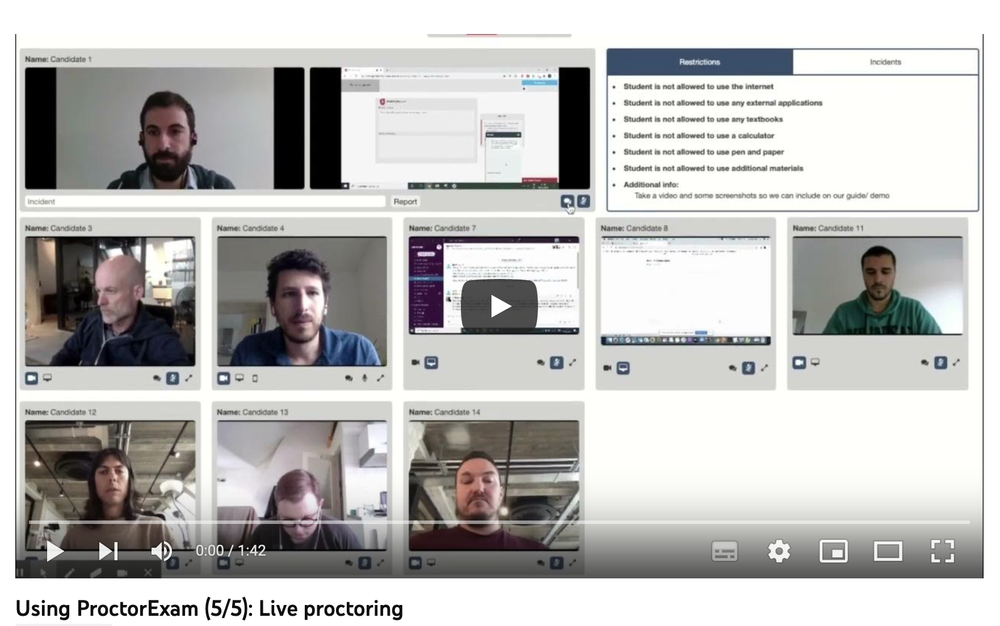 Name: Candidate 1
Restrictions
Incidents
Student is not allowed to use the internet
Student is not allowed to use any external applications
Student is not allowed to use any textbooks
Student is not allowed to use a calculator
Student is not allowed to use pen and paper
Student is not allowed to use additional materials
Additional info:
Take a video and some screenshots so we can include on our guide/ demo
Incident
Report
Name: Candidate 3
Name: Candidate 4
Name: Candidate 7
Name: Candidate 8
Name: Candidate 11
Name: Candidate 12
Name: Candidate 13
Name: Candidate 14
0:00 / 1:42
Using ProctorExam (5/5): Live proctoring